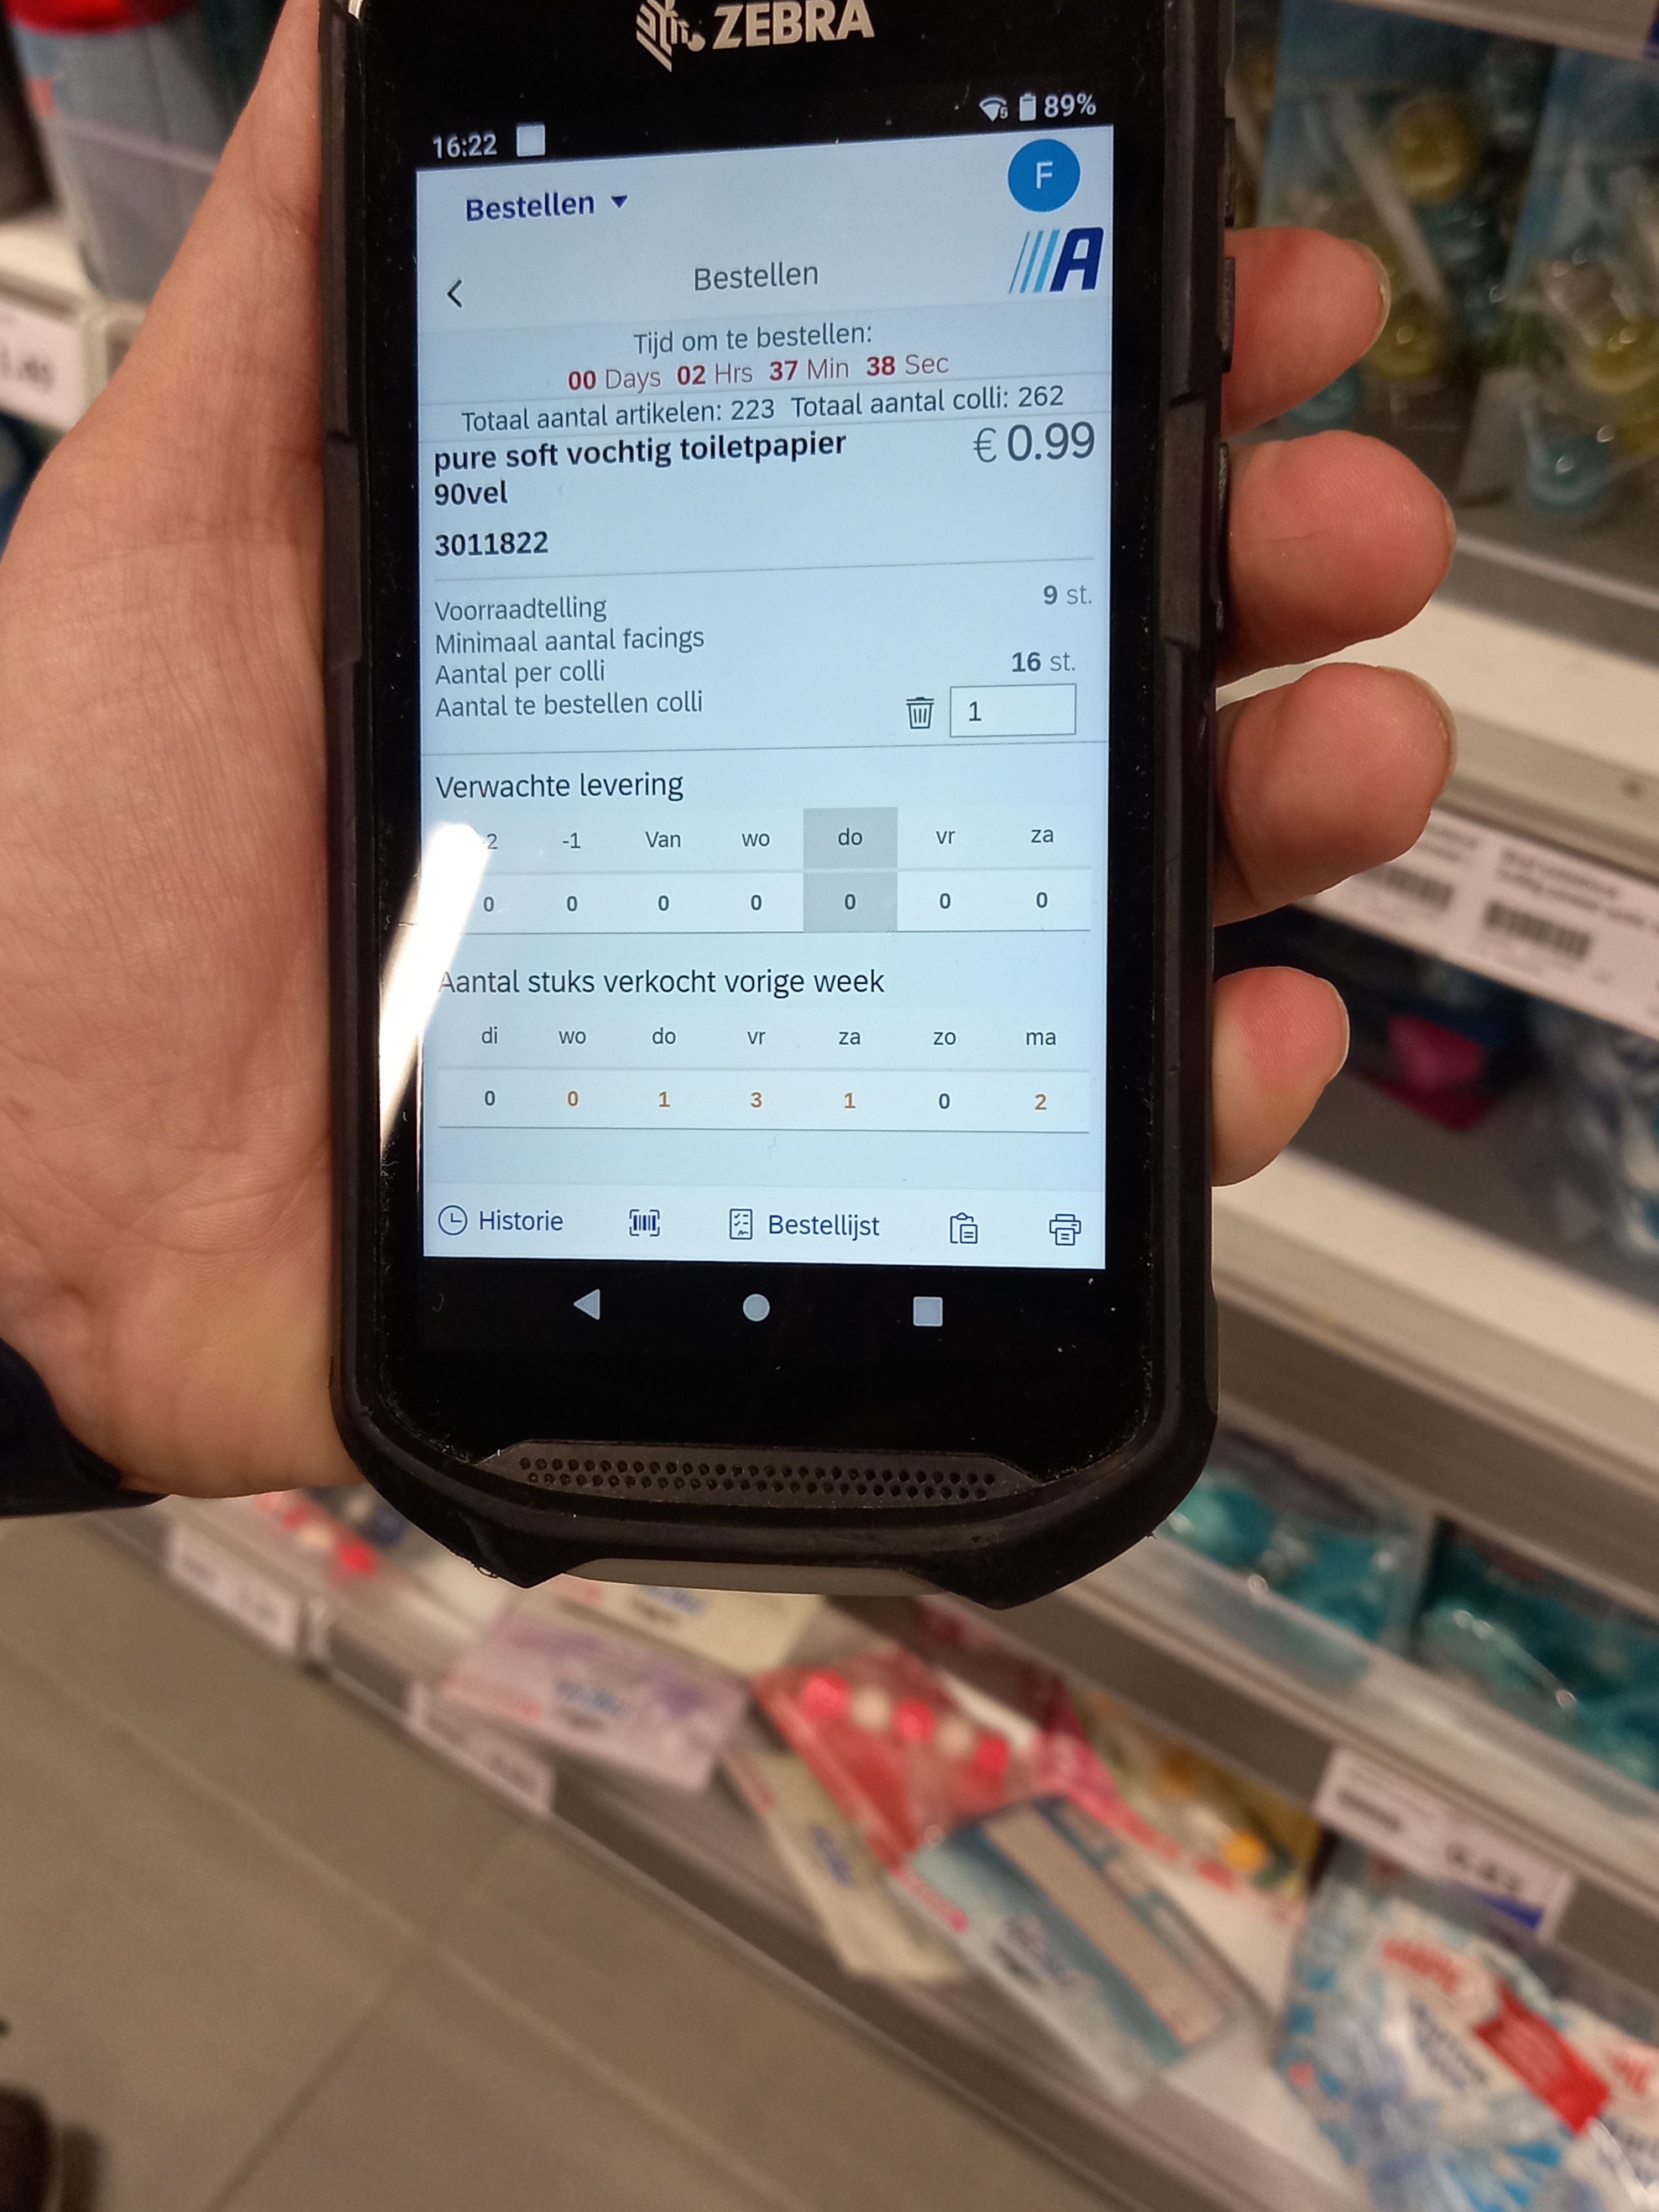 ZEBRA
16:22 5 89%
Bestellen
F
A
Bestellen
Tijd om te bestellen:
00 Days 02 Hrs 37 Min 38 Sec
Totaal aantal artikelen: 223 Totaal aantal colli: 262
pure soft vochtig toiletpapier € 0.99
90vel
3011822
Voorraadtelling 9 st.
Minimaal aantal facings
Aantal per colli 16 st.
Aantal te bestellen colli 1
Verwachte levering
-2 -1 Van wo do vr za
0 0 0 0 0 0 0
Aantal stuks verkocht vorige week
di wo do vr za zo ma
0 0 1 3 1 0 2
Historie Bestellijst